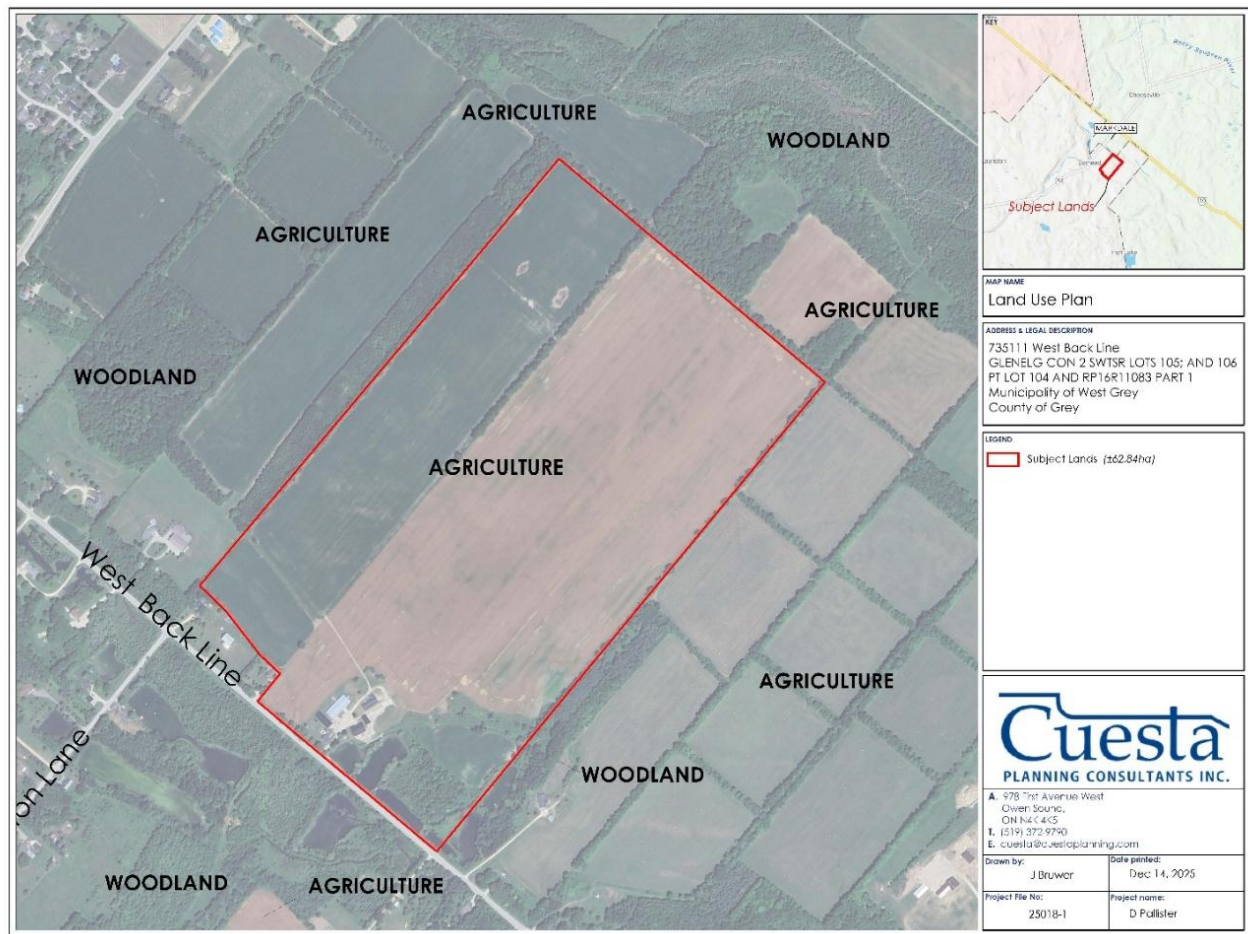 AGRICULTURE
WOODLAND
AGRICULTURE
AGRICULTURE
WOODLAND
AGRICULTURE
West Back Line
AGRICULTURE
WOODLAND
on Lane
WOODLAND
AGRICULTURE
KEY
MARKDALE
Subject Lands
MAP NAME
Land Use Plan
ADDRESS & LEGAL DESCRIPTION
735111 West Back Line
GLENELG CON 2 SWTSR LOTS 105; AND 106
PT LOT 104 AND RP16R11083 PART 1
Municipality of West Grey
County of Grey
LEGEND
Subject Lands (±62.84ha)
Cuesta
PLANNING CONSULTANTS INC.
A. 978 First Avenue West
Owen Sound,
ON N4K 4K5
T. (519) 372-9790
E. cuesta@cuestaplanning.com
Drawn by:
J Bruwer
Date printed:
Dec 14, 2025
Project File No:
25018-1
Project name:
D Pallister